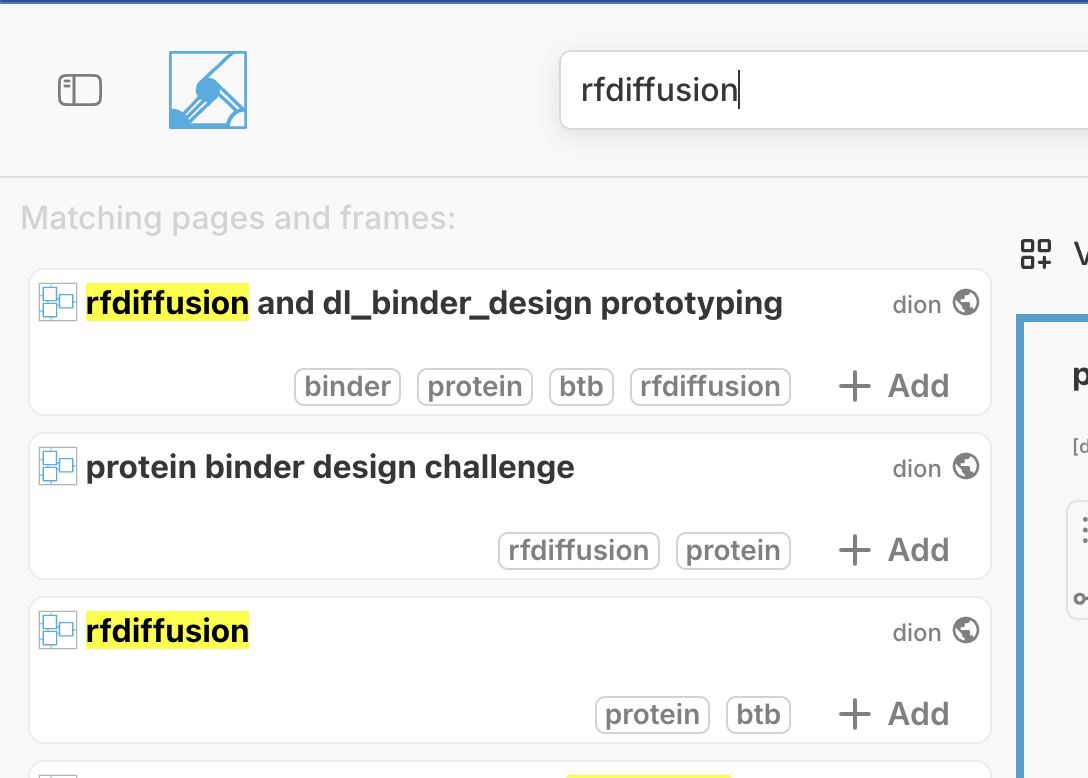 rfdiffusion
Matching pages and frames:
rfdiffusion and dl_binder_design prototyping
dion
binder protein btb rfdiffusion + Add
protein binder design challenge
dion
rfdiffusion protein + Add
rfdiffusion
dion
protein btb + Add